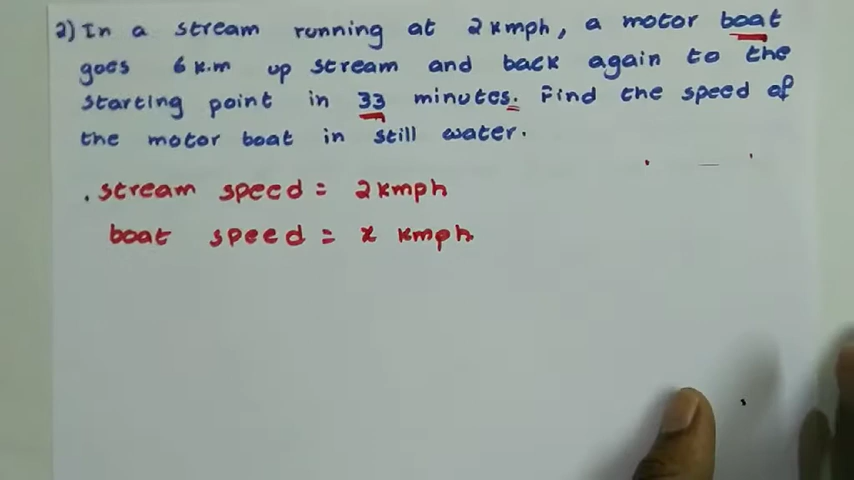 2) In a stream running at 2 kmph, a motor boat
goes 6 K.m up stream and back again to the
starting point in 33 minutes. Find the speed of
the motor boat in still water.
stream speed = 2 kmph
boat speed = x kmph